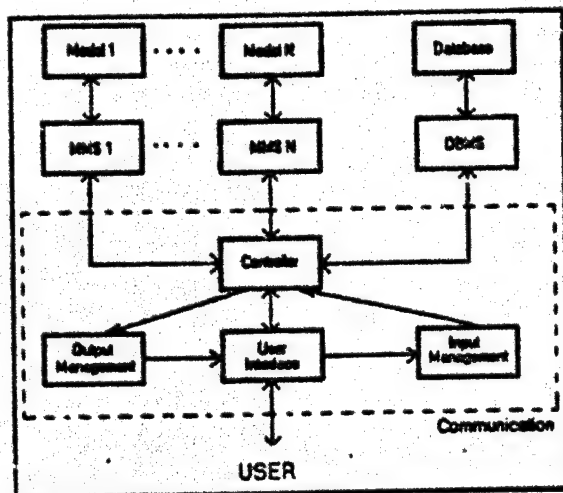 Model 1 .... Model N Database
MMS 1 .... MMS N DBMS
Controller
Output
Management
User
Interface
Input
Management
Communication
USER